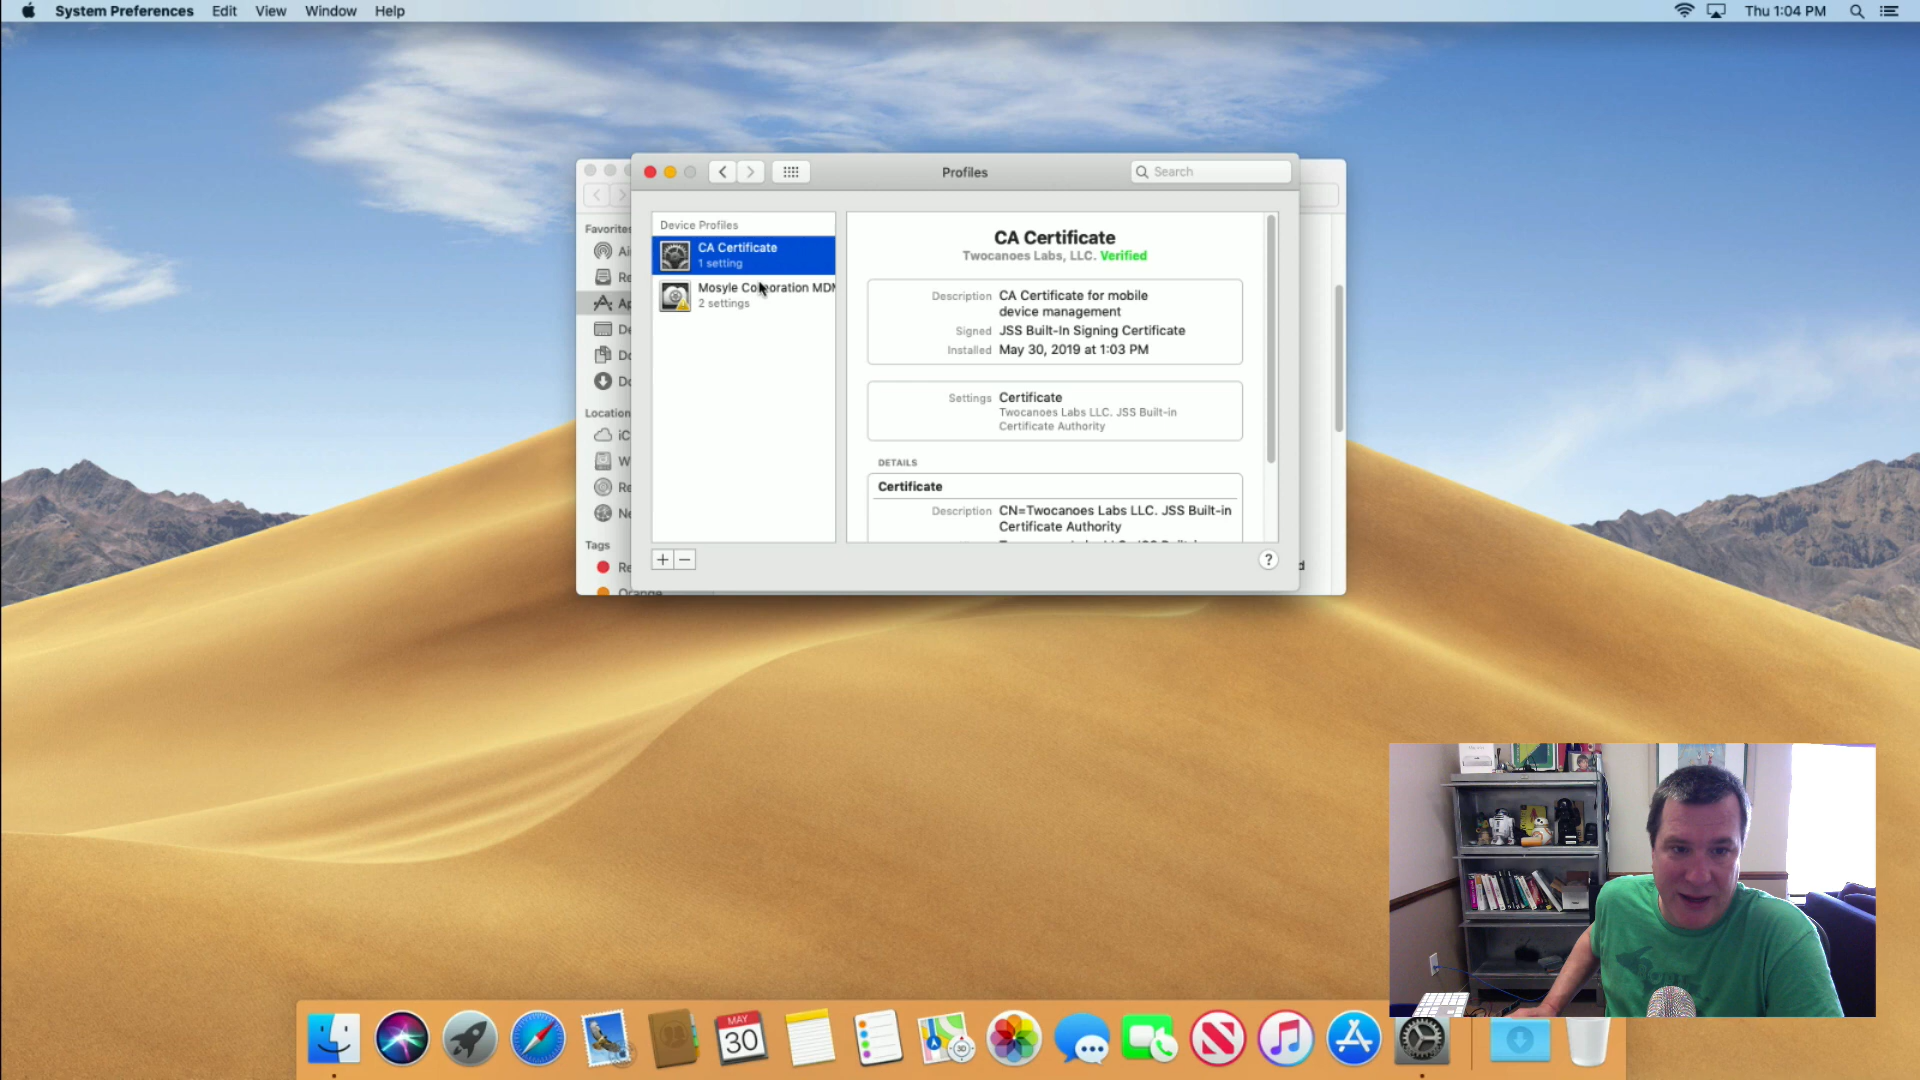 System Preferences Edit View Window Help
Thu 1:04 PM
Profiles
Search
Favorites
Location
Tags
Orange
Device Profiles
CA Certificate
1 setting
Mosyle Corporation MDM
2 settings
CA Certificate
Twocanoes Labs, LLC. Verified
Description CA Certificate for mobile
device management
Signed JSS Built-In Signing Certificate
Installed May 30, 2019 at 1:03 PM
Settings Certificate
Twocanoes Labs LLC. JSS Built-in
Certificate Authority
DETAILS
Certificate
Description CN=Twocanoes Labs LLC. JSS Built-in
Certificate Authority
+ −
?
MAY
30
3D